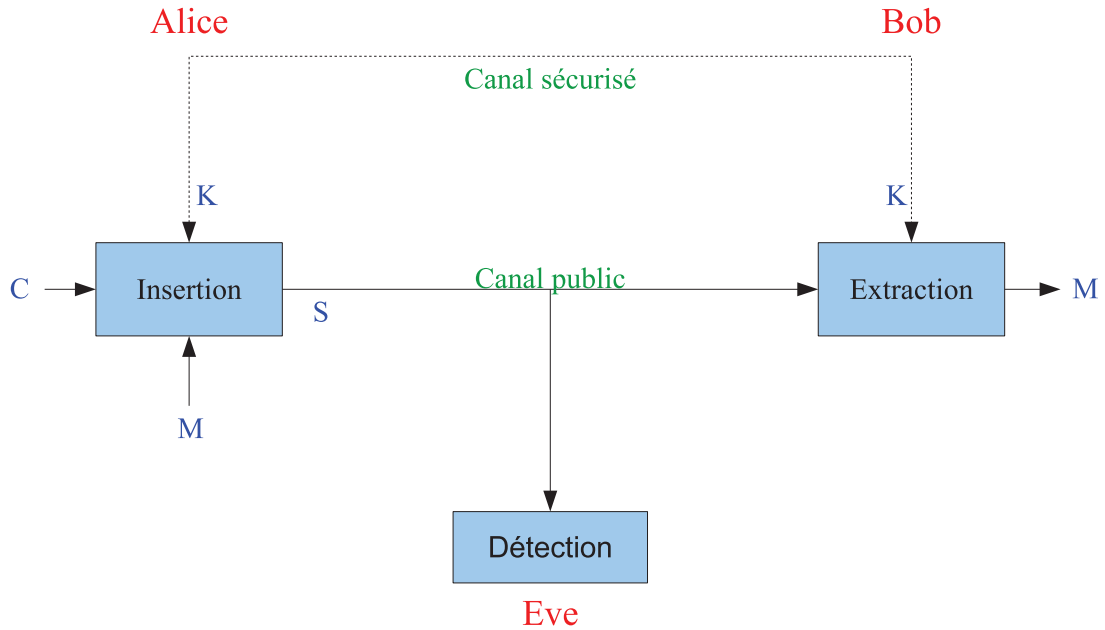 Alice
Bob
Canal sécurisé
K
K
C
Insertion
Canal public
Extraction
M
S
M
Détection
Eve